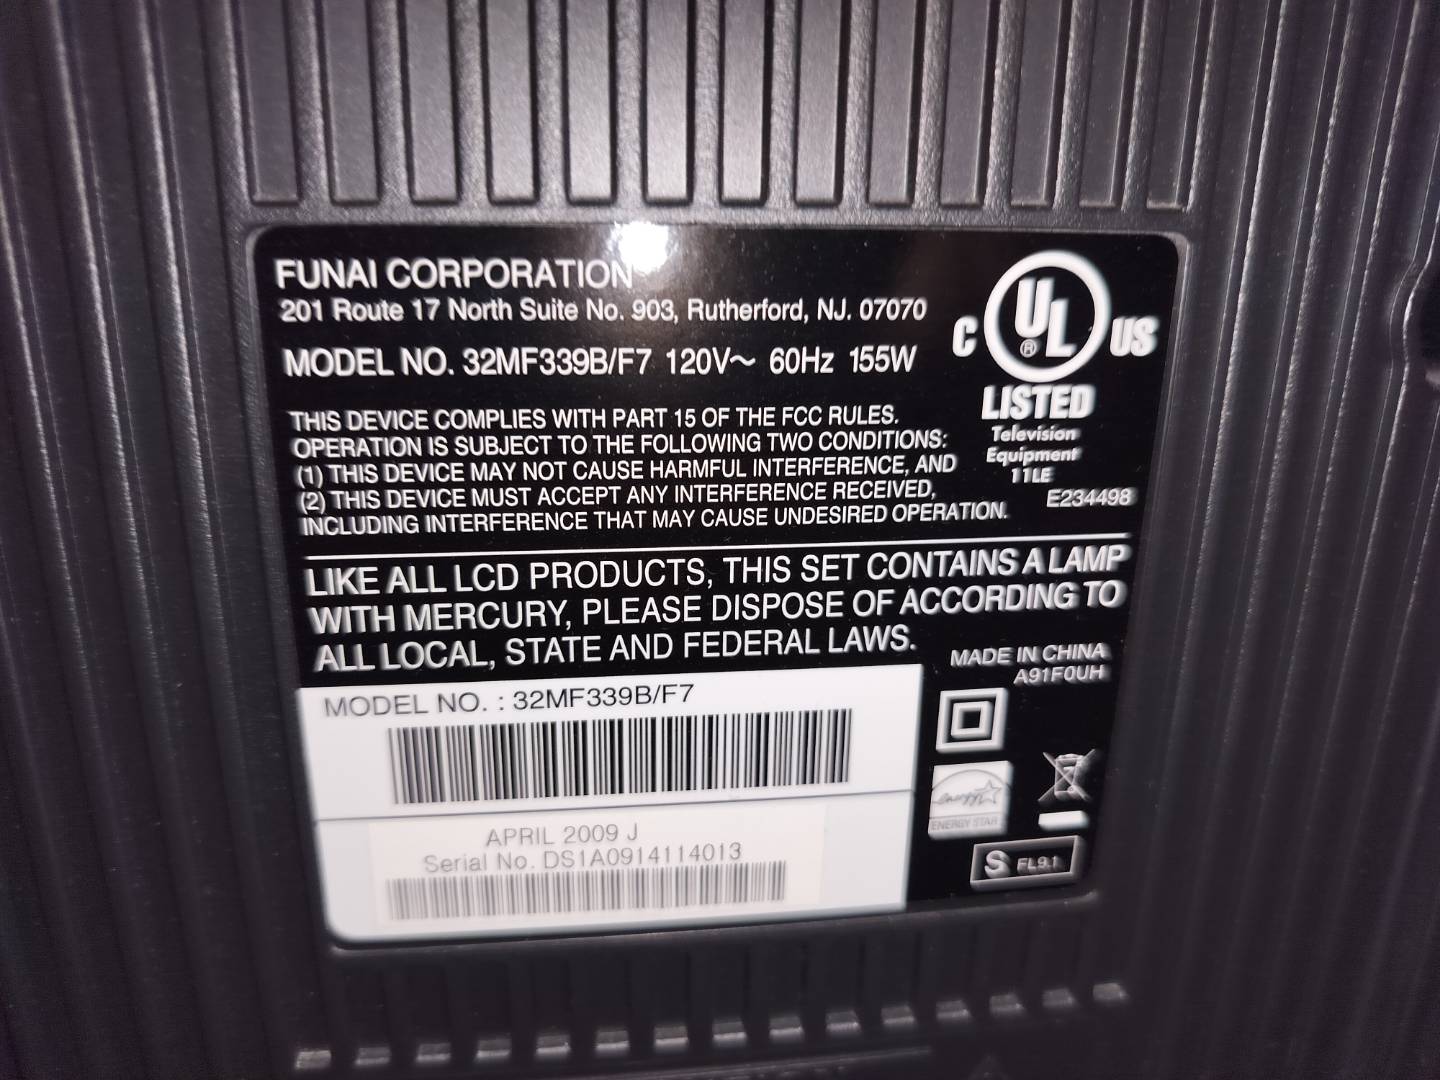 FUNAI CORPORATION
201 Route 17 North Suite No. 903, Rutherford, NJ. 07070
MODEL NO. 32MF339B/F7 120V~ 60Hz 155W
C UL ® US
LISTED
Television
Equipment
11LE
E234498
THIS DEVICE COMPLIES WITH PART 15 OF THE FCC RULES.
OPERATION IS SUBJECT TO THE FOLLOWING TWO CONDITIONS:
(1) THIS DEVICE MAY NOT CAUSE HARMFUL INTERFERENCE, AND
(2) THIS DEVICE MUST ACCEPT ANY INTERFERENCE RECEIVED,
INCLUDING INTERFERENCE THAT MAY CAUSE UNDESIRED OPERATION.
LIKE ALL LCD PRODUCTS, THIS SET CONTAINS A LAMP
WITH MERCURY, PLEASE DISPOSE OF ACCORDING TO
ALL LOCAL, STATE AND FEDERAL LAWS.
MADE IN CHINA
A91F0UH
MODEL NO. : 32MF339B/F7
APRIL 2009 J
Serial No. DS1A0914114013
energy
ENERGY STAR
S FL9.1